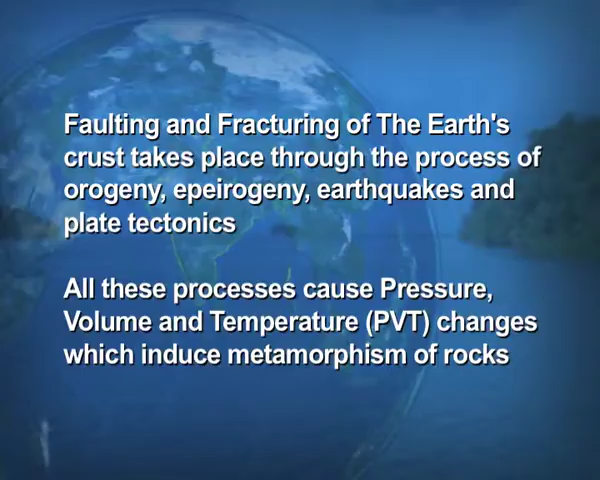 Faulting and Fracturing of The Earth's
crust takes place through the process of
orogeny, epeirogeny, earthquakes and
plate tectonics
All these processes cause Pressure,
Volume and Temperature (PVT) changes
which induce metamorphism of rocks